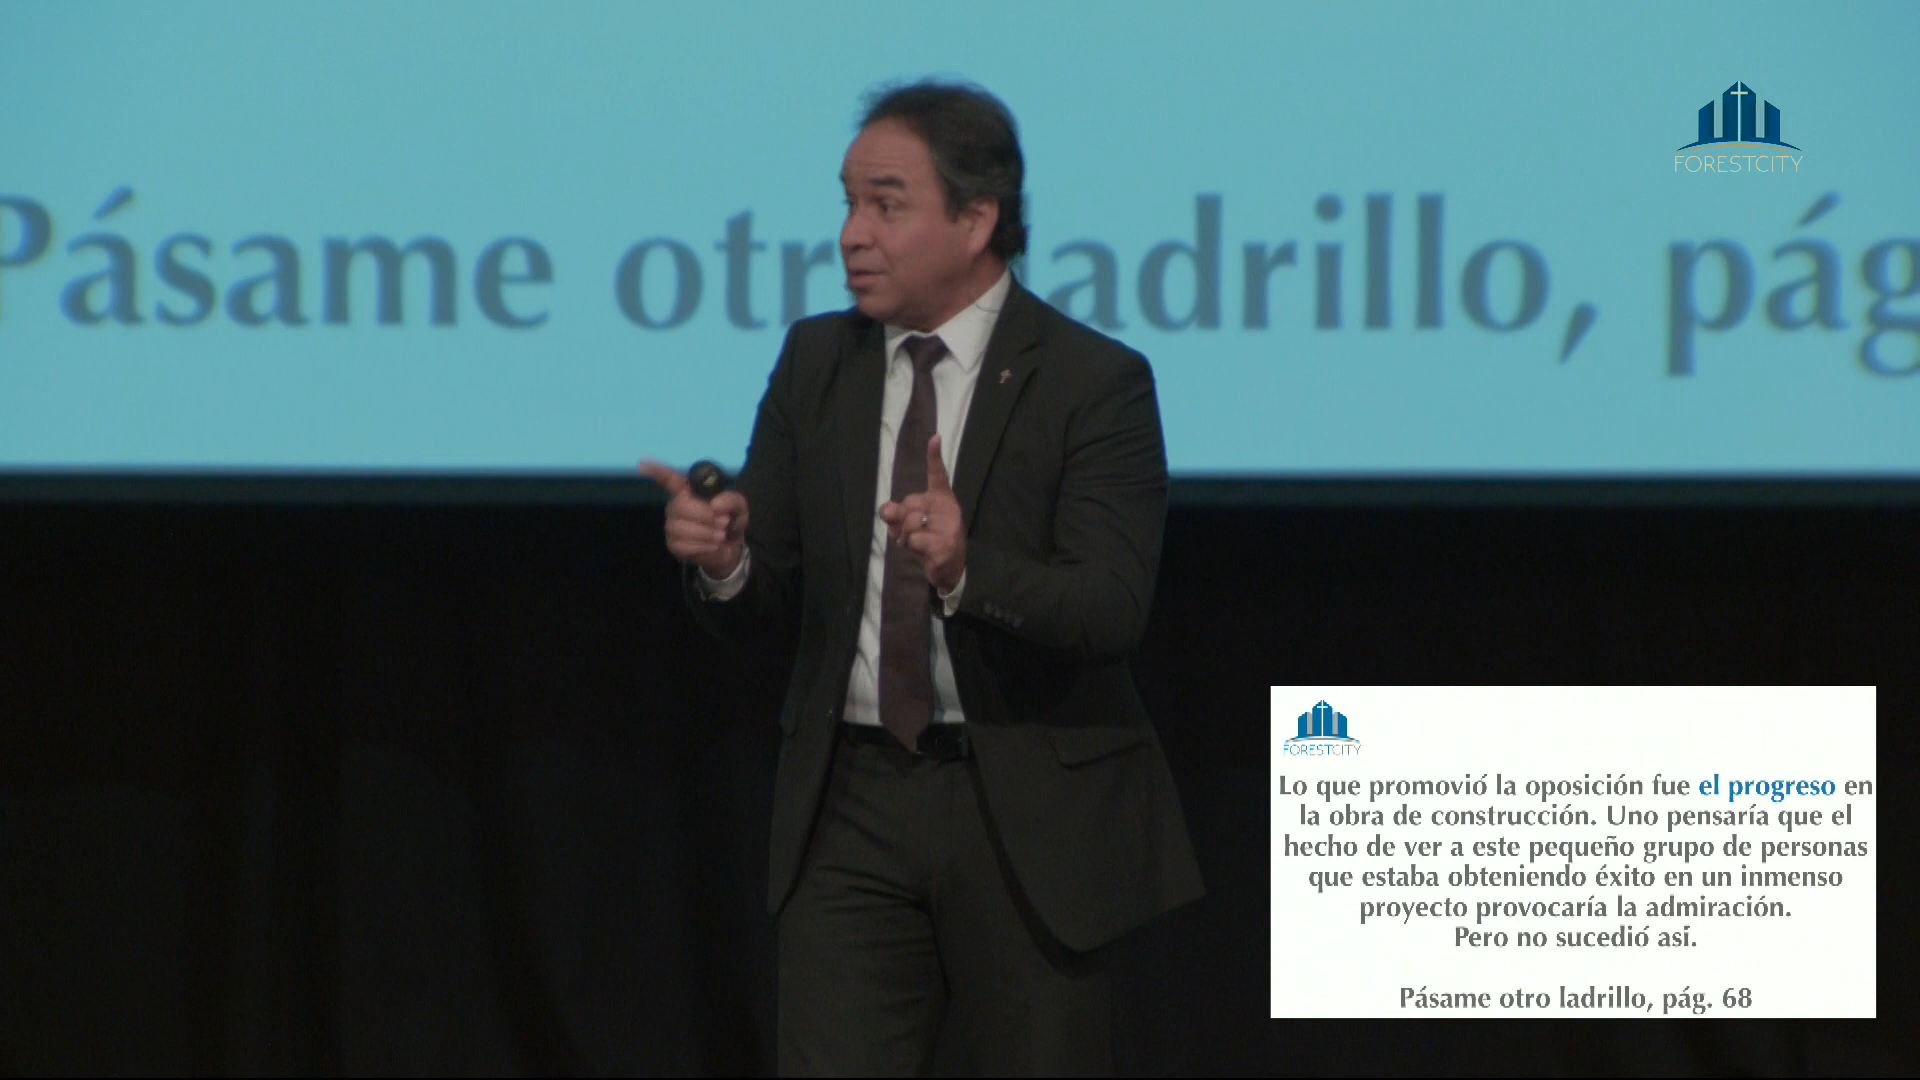 FORESTCITY
Pásame otro ladrillo, pág
FORESTCITY
Lo que promovió la oposición fue el progreso en
la obra de construcción. Uno pensaría que el
hecho de ver a este pequeño grupo de personas
que estaba obteniendo éxito en un inmenso
proyecto provocaría la admiración.
Pero no sucedió así.
Pásame otro ladrillo, pág. 68